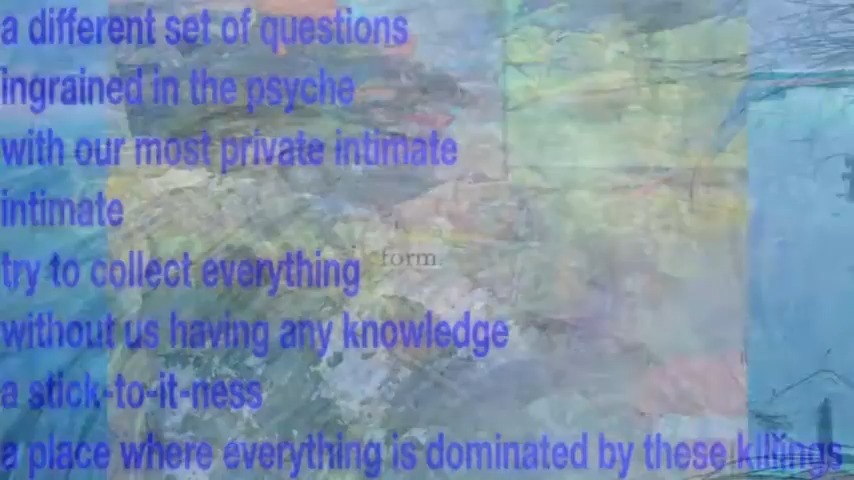 a different set of questions
ingrained in the psyche
with our most private intimate
intimate
try to collect everything
form.
without us having any knowledge
a stick-to-it-ness
a place where everything is dominated by these killings